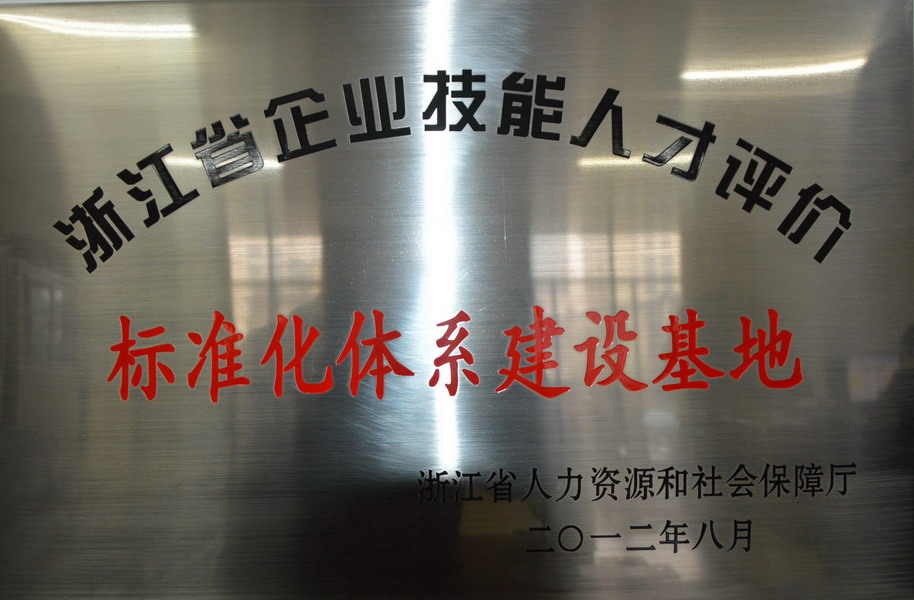 浙江省企业技能人才评价
标准化体系建设基地
浙江省人力资源和社会保障厅
二〇一二年八月